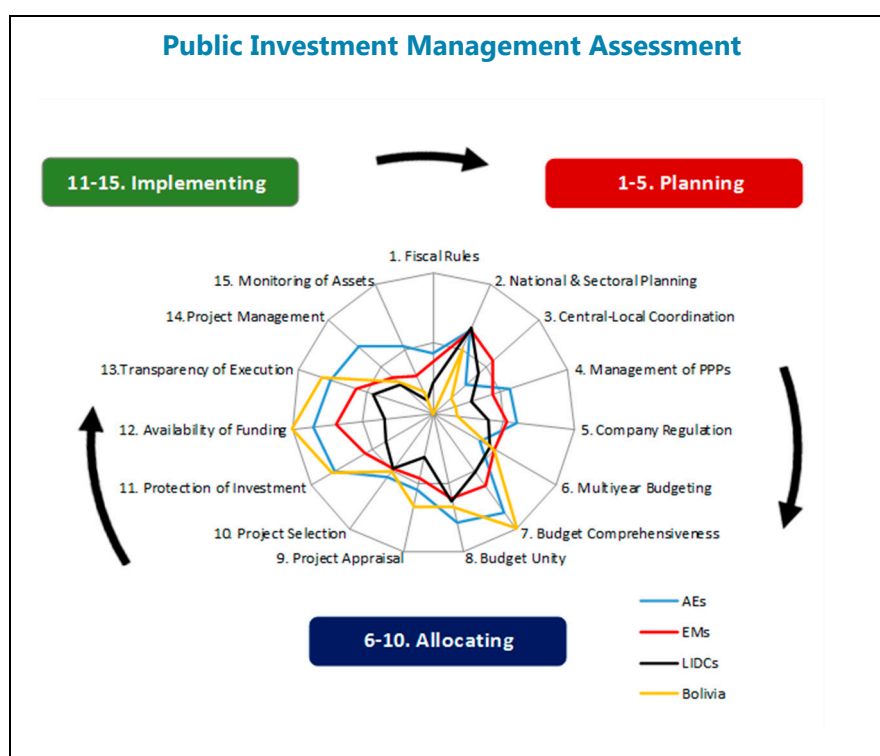 Public Investment Management Assessment
11-15. Implementing
1-5. Planning
1. Fiscal Rules
15. Monitoring of Assets
2. National & Sectoral Planning
14.Project Management
3. Central-Local Coordination
13.Transparency of Execution
4. Management of PPPs
12. Availability of Funding
5. Company Regulation
11. Protection of Investment
6. Multiyear Budgeting
10. Project Selection
7. Budget Comprehensiveness
9. Project Appraisal
8. Budget Unity
6-10. Allocating
AEs
EMs
LIDCs
Bolivia